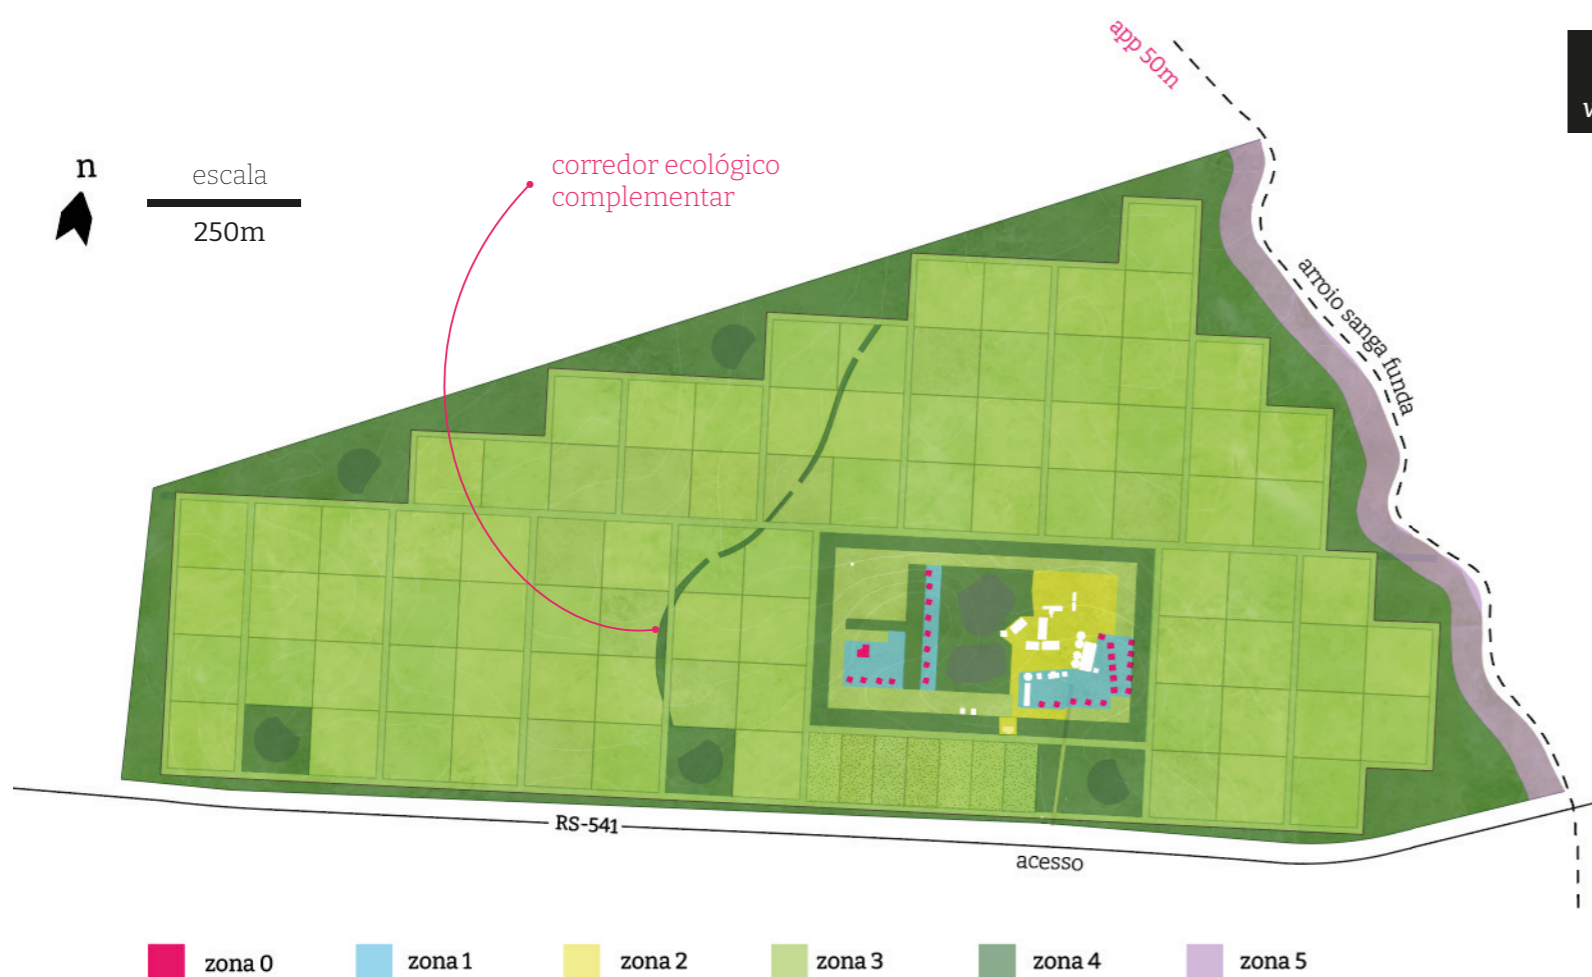 app 50m
n
escala
250m
corredor ecológico
complementar
arroio sanga funda
RS-541
acesso
zona 0
zona 1
zona 2
zona 3
zona 4
zona 5